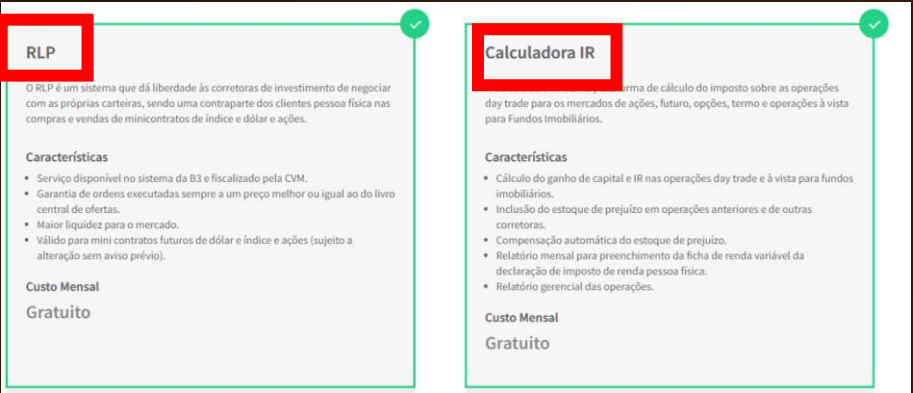 RLP
O RLP é um sistema que dá liberdade às corretoras de investimento de negociar
com as próprias carteiras, sendo uma contraparte dos clientes pessoa física nas
compras e vendas de minicontratos de índice e dólar e ações.
Características
• Serviço disponível no sistema da B3 e fiscalizado pela CVM.
• Garantia de ordens executadas sempre a um preço melhor ou igual ao do livro
central de ofertas.
• Maior liquidez para o mercado.
• Válido para mini contratos futuros de dólar e índice e ações (sujeito a
alteração sem aviso prévio).
Custo Mensal
Gratuito
Calculadora IR
forma de cálculo do imposto sobre as operações
day trade para os mercados de ações, futuro, opções, termo e operações à vista
para Fundos Imobiliários.
Características
• Cálculo do ganho de capital e IR nas operações day trade e à vista para fundos
imobiliários.
• Inclusão do estoque de prejuízo em operações anteriores e de outras
corretoras.
• Compensação automática do estoque de prejuízo.
• Relatório mensal para preenchimento da ficha de renda variável da
declaração de imposto de renda pessoa física.
• Relatório gerencial das operações.
Custo Mensal
Gratuito